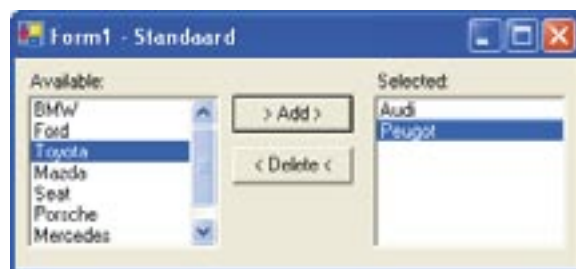 Form1 - Standaard
Available:
BMW
Ford
Toyota
Mazda
Seat
Porsche
Mercedes
> Add >
< Delete <
Selected:
Audi
Peugot